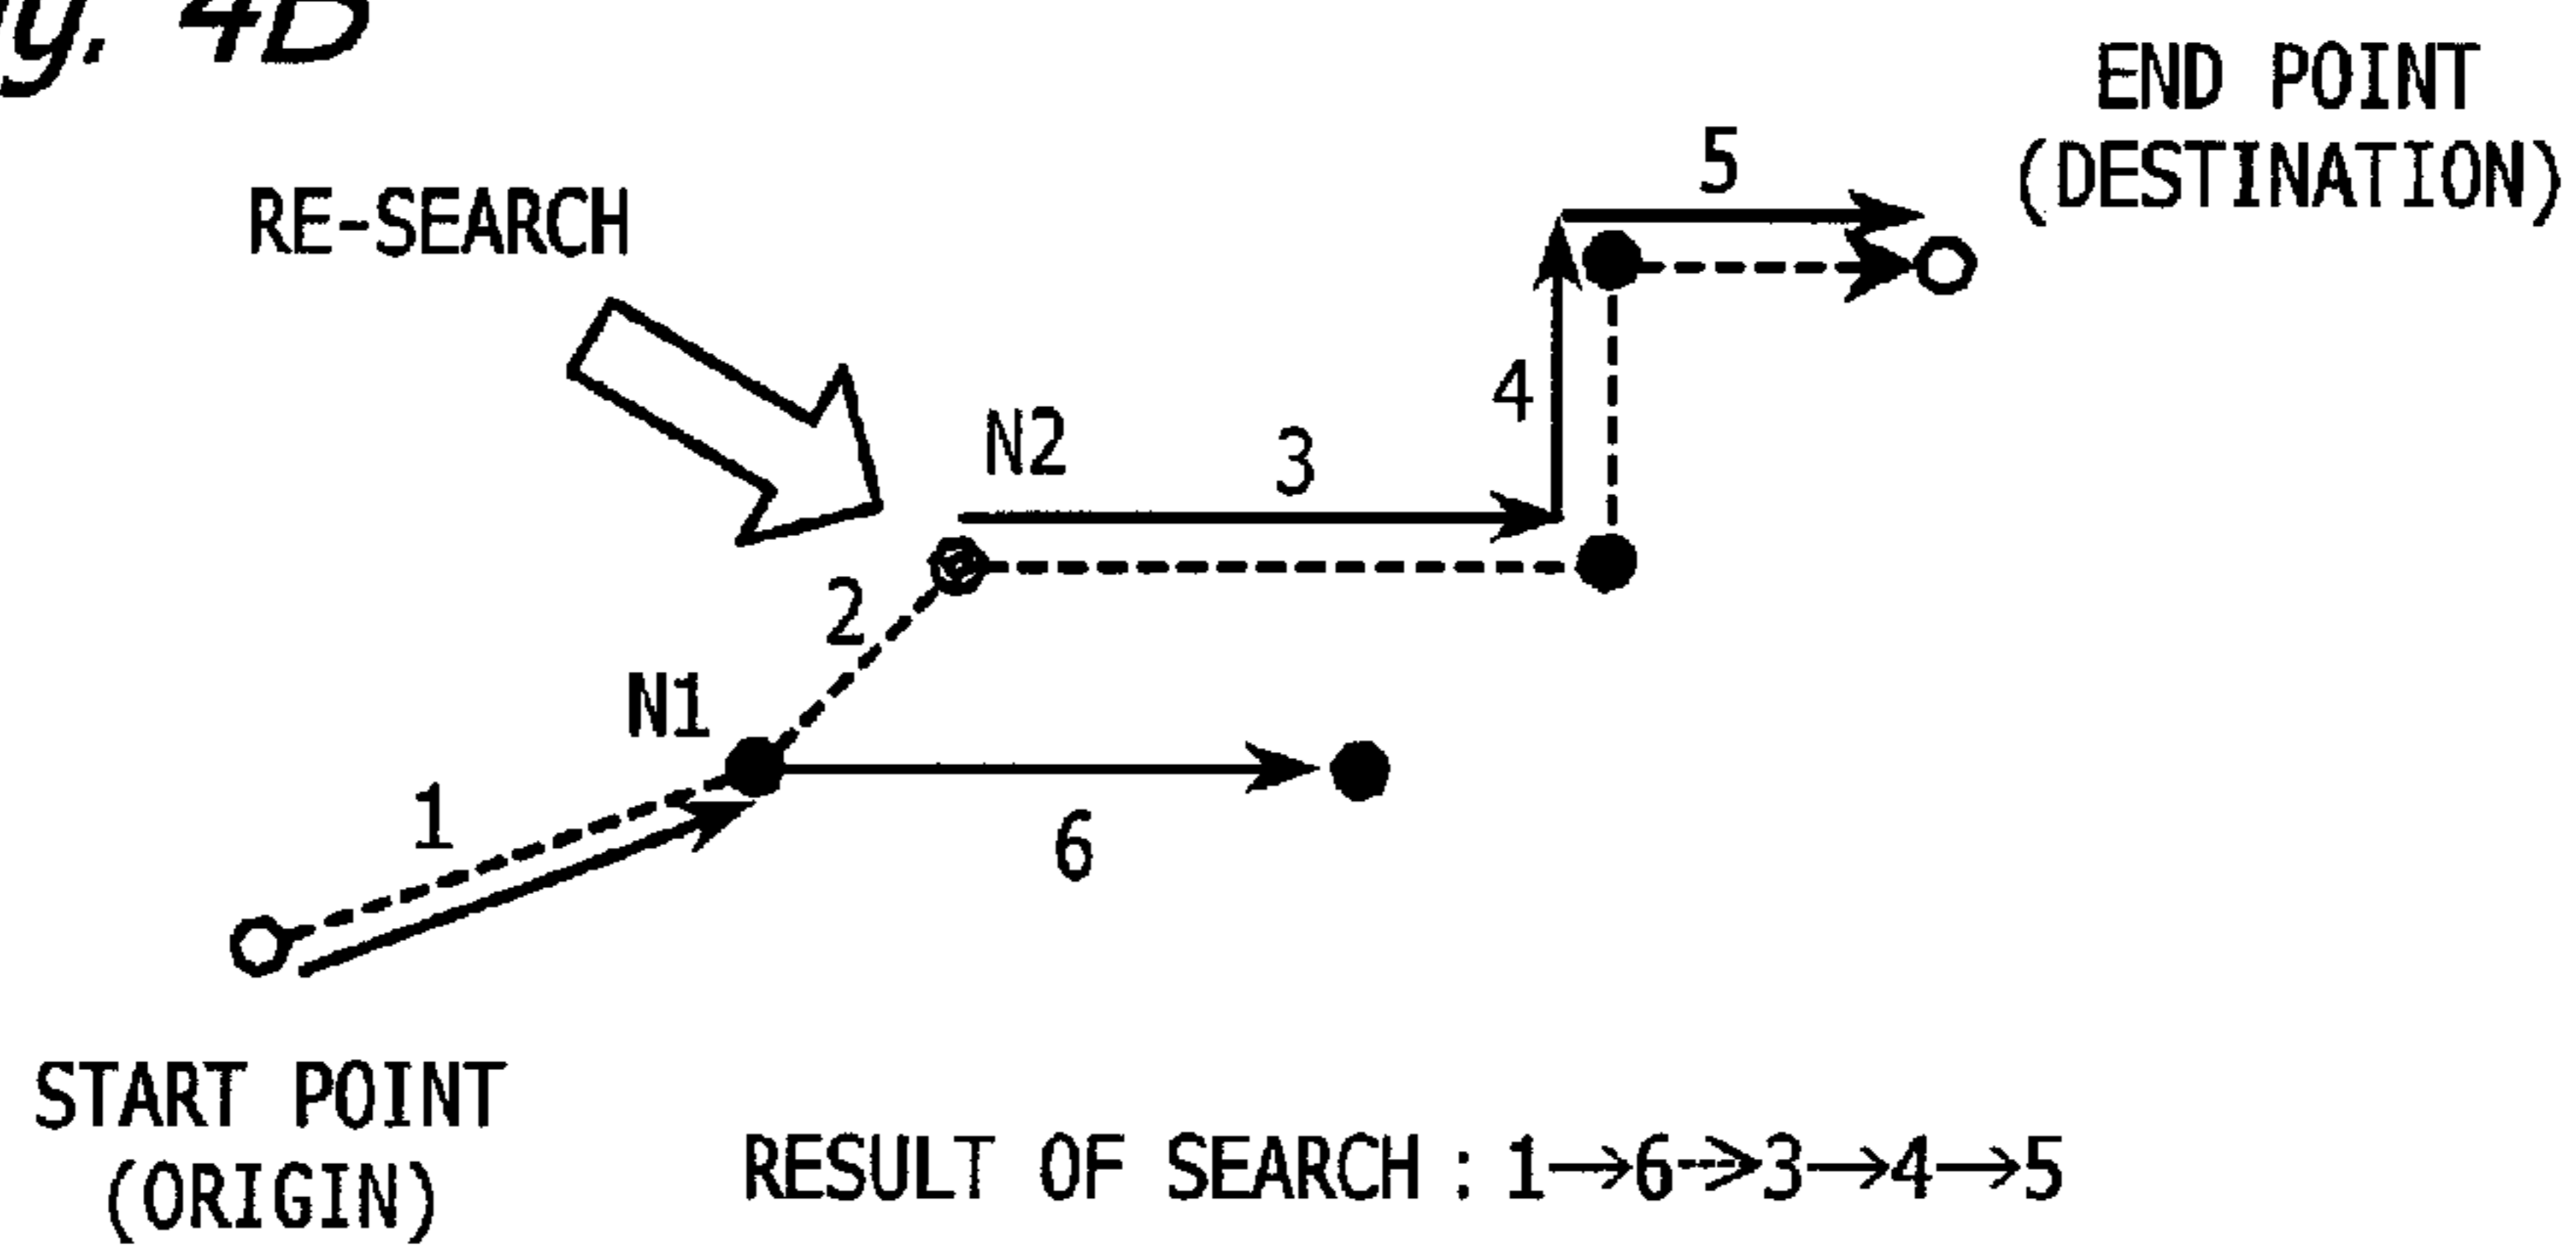 4B
END POINT
(DESTINATION)
5
RE-SEARCH
4
N2
3
2
N1
1
6
START POINT
(ORIGIN)
RESULT OF SEARCH : 1→6-->3→4→5